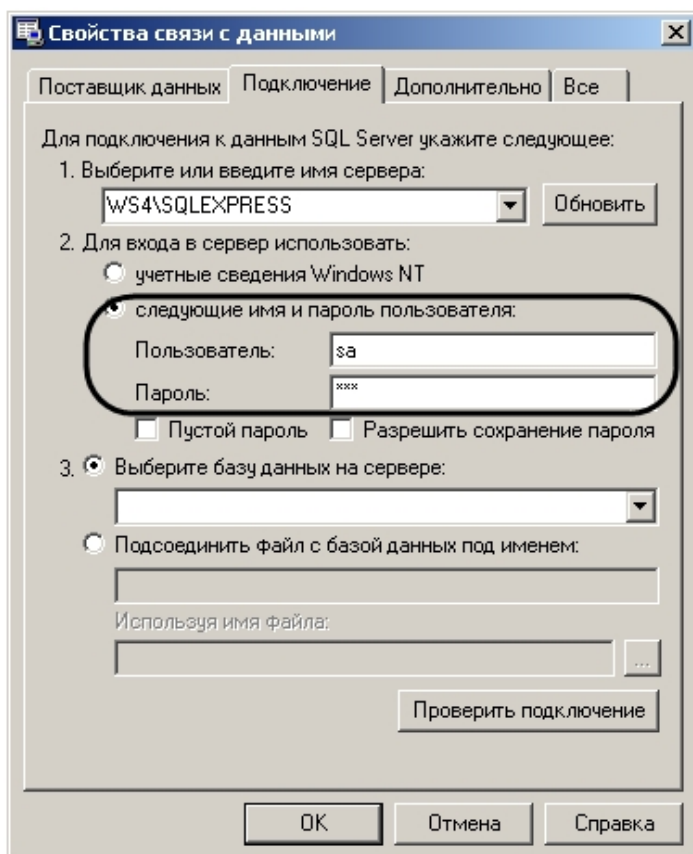 Свойства связи с данными
Поставщик данных Подключение Дополнительно Все
Для подключения к данным SQL Server укажите следующее:
1. Выберите или введите имя сервера:
WS4\SQLEXPRESS Обновить
2. Для входа в сервер использовать:
учетные сведения Windows NT
следующие имя и пароль пользователя:
Пользователь: sa
Пароль: ***
Пустой пароль Разрешить сохранение пароля
3. Выберите базу данных на сервере:
Подсоединить файл с базой данных под именем:
Используя имя файла:
...
Проверить подключение
OK Отмена Справка